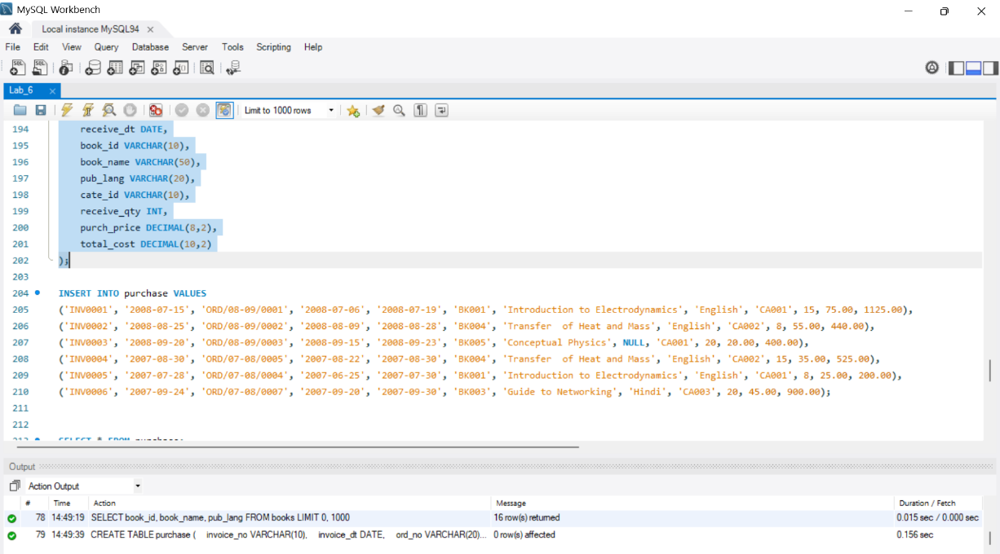 MySQL Workbench
Local instance MySQL94
File Edit View Query Database Server Tools Scripting Help
Lab_6
Limit to 1000 rows
194 receive_dt DATE,
195 book_id VARCHAR(10),
196 book_name VARCHAR(50),
197 pub_lang VARCHAR(20),
198 cate_id VARCHAR(10),
199 receive_qty INT,
200 purch_price DECIMAL(8,2),
201 total_cost DECIMAL(10,2)
202 );
203
204 INSERT INTO purchase VALUES
205 ('INV0001', '2008-07-15', 'ORD/08-09/0001', '2008-07-06', '2008-07-19', 'BK001', 'Introduction to Electrodynamics', 'English', 'CA001', 15, 75.00, 1125.00),
206 ('INV0002', '2008-08-25', 'ORD/08-09/0002', '2008-08-09', '2008-08-28', 'BK004', 'Transfer  of Heat and Mass', 'English', 'CA002', 8, 55.00, 440.00),
207 ('INV0003', '2008-09-20', 'ORD/08-09/0003', '2008-09-15', '2008-09-23', 'BK005', 'Conceptual Physics', NULL, 'CA001', 20, 20.00, 400.00),
208 ('INV0004', '2007-08-30', 'ORD/07-08/0005', '2007-08-22', '2007-08-30', 'BK004', 'Transfer  of Heat and Mass', 'English', 'CA002', 15, 35.00, 525.00),
209 ('INV0005', '2007-07-28', 'ORD/07-08/0004', '2007-06-25', '2007-07-30', 'BK001', 'Introduction to Electrodynamics', 'English', 'CA001', 8, 25.00, 200.00),
210 ('INV0006', '2007-09-24', 'ORD/07-08/0007', '2007-09-20', '2007-09-30', 'BK003', 'Guide to Networking', 'Hindi', 'CA003', 20, 45.00, 900.00);
211
212
213 SELECT * FROM purchase;
Output
Action Output
# Time Action Message Duration / Fetch
78 14:49:19 SELECT book_id, book_name, pub_lang FROM books LIMIT 0, 1000 16 row(s) returned 0.015 sec / 0.000 sec
79 14:49:39 CREATE TABLE purchase ( invoice_no VARCHAR(10), invoice_dt DATE, ord_no VARCHAR(20)... 0 row(s) affected 0.156 sec